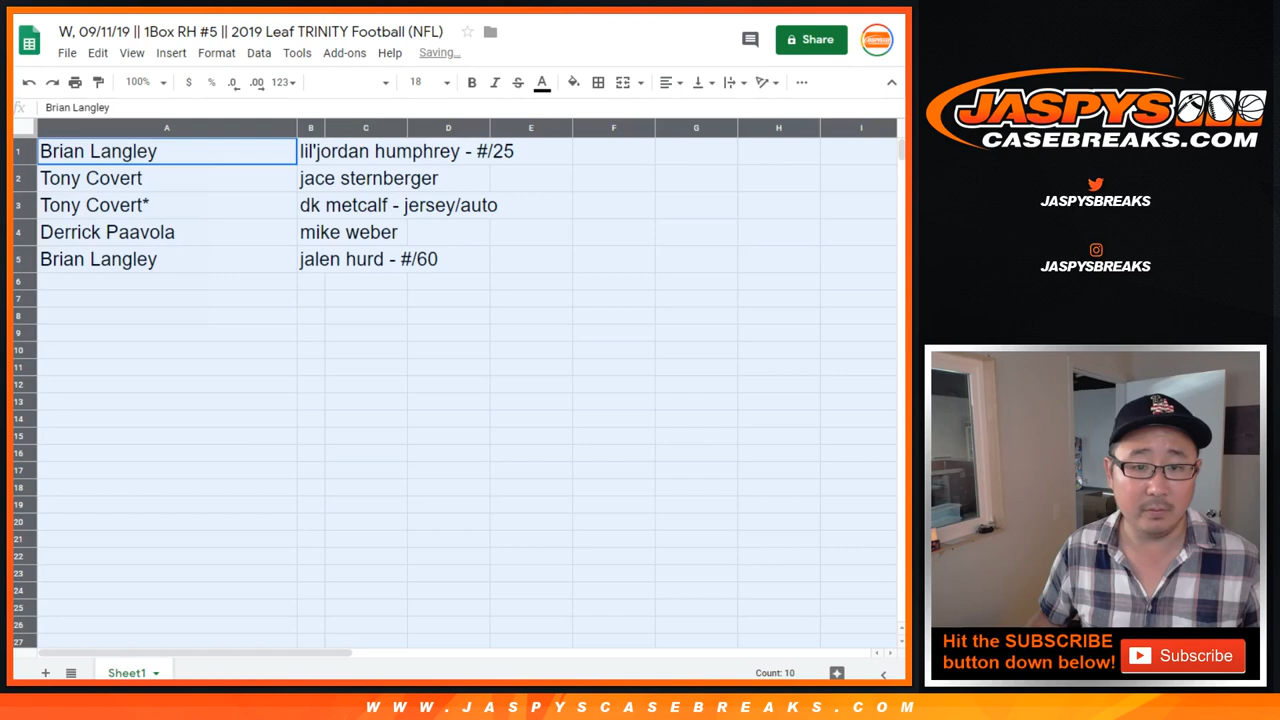 W, 09/11/19 || 1Box RH #5 || 2019 Leaf TRINITY Football (NFL)
File Edit View Insert Format Data Tools Add-ons Help Saving...
Share
100% $ % .0 .00 123 18 B I S A
fx Brian Langley
A B C D E F G H I
1 Brian Langley lil'jordan humphrey - #/25
2 Tony Covert jace sternberger
3 Tony Covert* dk metcalf - jersey/auto
4 Derrick Paavola mike weber
5 Brian Langley jalen hurd - #/60
6
7
8
9
10
11
12
13
14
15
16
17
18
19
20
21
22
23
24
25
26
27
Sheet1
Count: 10
JASPYS
CASEBREAKS.COM
JASPYSBREAKS
JASPYSBREAKS
Hit the SUBSCRIBE
button down below!
Subscribe
WWW.JASPYSCASEBREAKS.COM